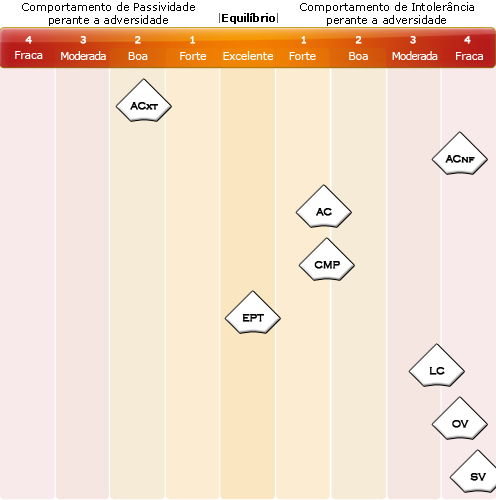 Comportamento de Passividade
perante a adversidade
|Equilíbrio|
Comportamento de Intolerância
perante a adversidade
4 3 2 1 1 2 3 4
Fraca Moderada Boa Forte Excelente Forte Boa Moderada Fraca
ACXT
ACNF
AC
CMP
EPT
LC
OV
SV